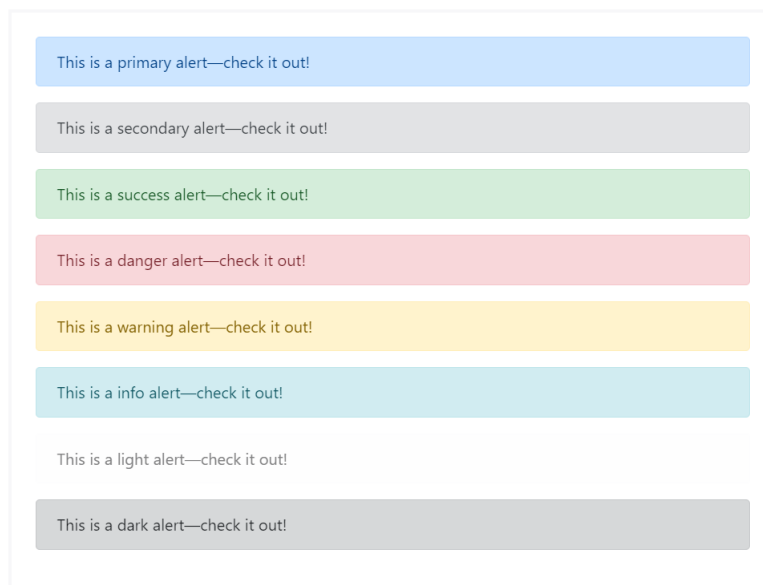 This is a primary alert—check it out!
This is a secondary alert—check it out!
This is a success alert—check it out!
This is a danger alert—check it out!
This is a warning alert—check it out!
This is a info alert—check it out!
This is a light alert—check it out!
This is a dark alert—check it out!